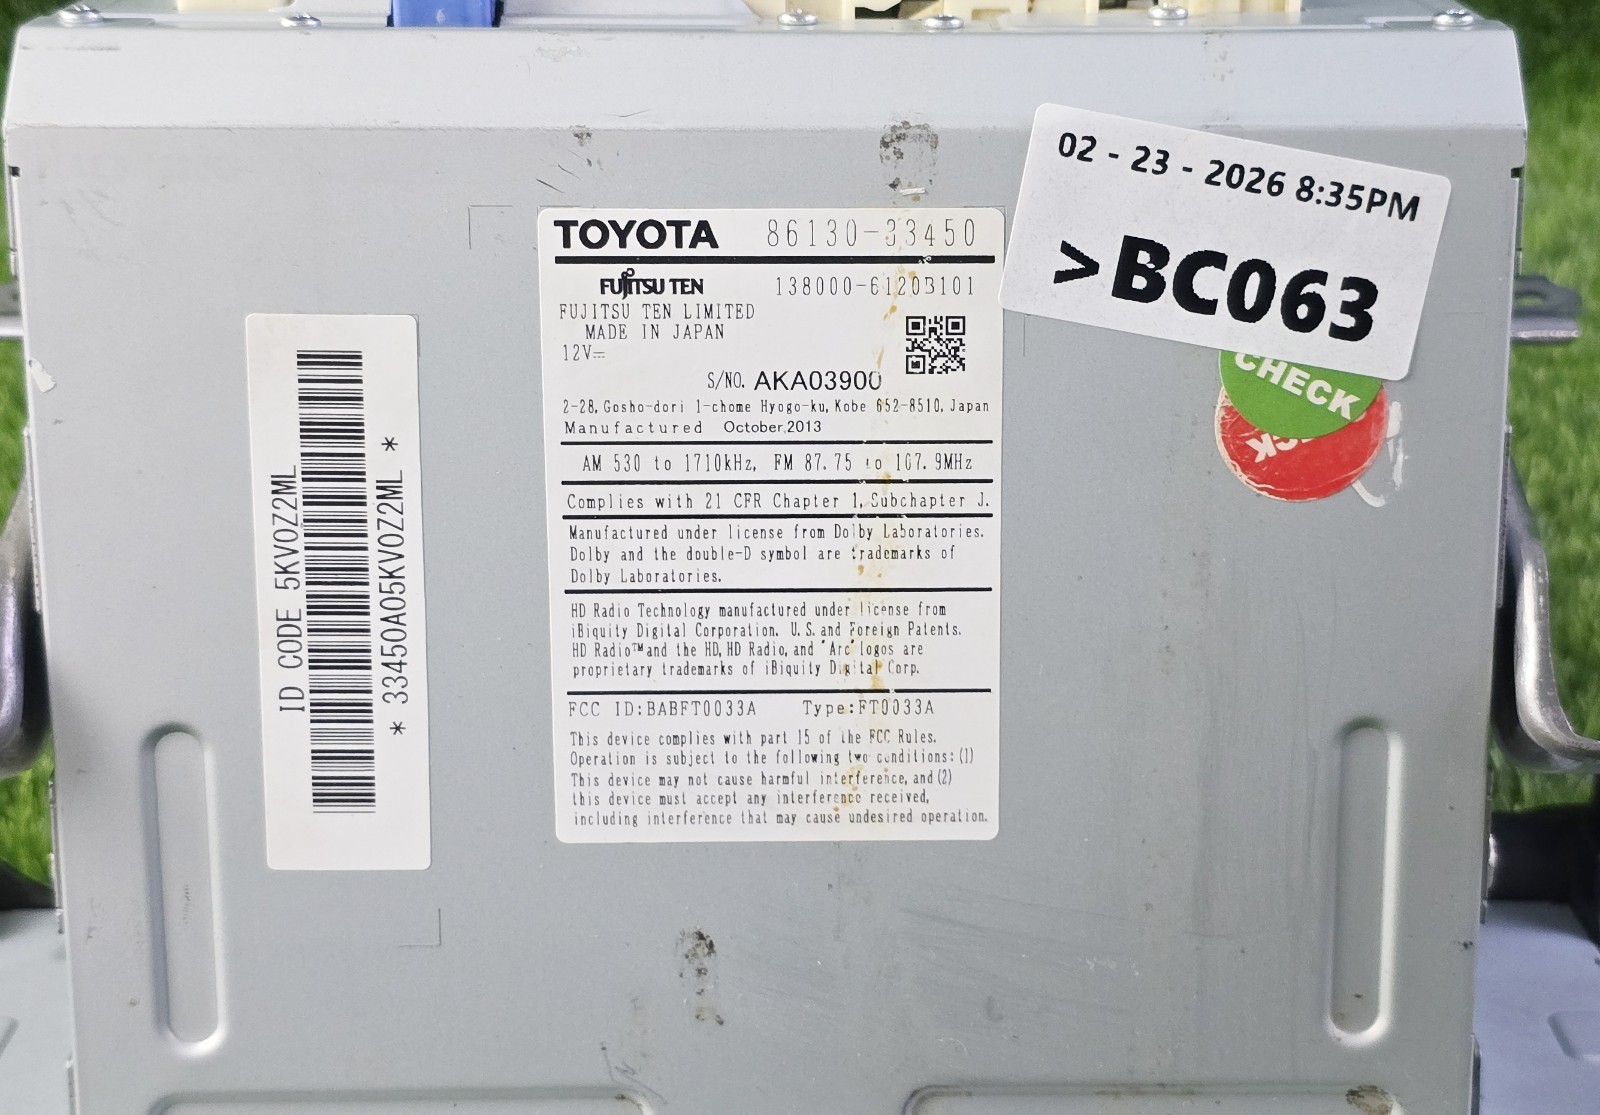 02 - 23 - 2026 8:35PM
>BC063
CHECK
TOYOTA 86130-33450
FUJITSU TEN 138000-6120B101
FUJITSU TEN LIMITED
MADE IN JAPAN
12V⎓
S/NO. AKA03900
2-28, Gosho-dori 1-chome Hyogo-ku, Kobe 652-8510, Japan
Manufactured October,2013
AM 530 to 1710kHz, FM 87.75 to 107.9MHz
Complies with 21 CFR Chapter 1, Subchapter J.
Manufactured under license from Dolby Laboratories.
Dolby and the double-D symbol are trademarks of
Dolby Laboratories.
HD Radio Technology manufactured under license from
iBiquity Digital Corporation. U.S. and Foreign Patents.
HD Radio™ and the HD, HD Radio, and "Arc" logos are
proprietary trademarks of iBiquity Digital Corp.
FCC ID:BABFT0033A Type:FT0033A
This device complies with part 15 of the FCC Rules.
Operation is subject to the following two conditions: (1)
This device may not cause harmful interference, and (2)
this device must accept any interference received,
including interference that may cause undesired operation.
ID CODE 5KV0Z2ML
* 33450A05KV0Z2ML *